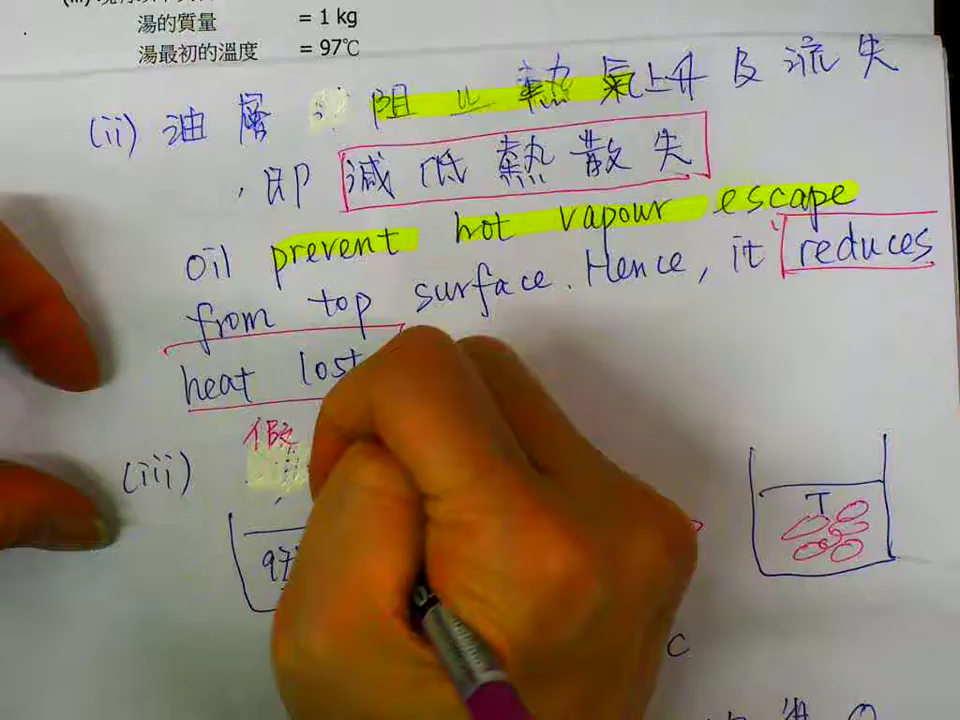 湯的質量 = 1 kg
湯最初的溫度 = 97℃
(ii) 油層 阻止熱氣上升及流失
,即 減低熱散失
oil prevent hot vapour escape
from top surface. Hence, it reduces
heat lost
(iii)
97
T
C